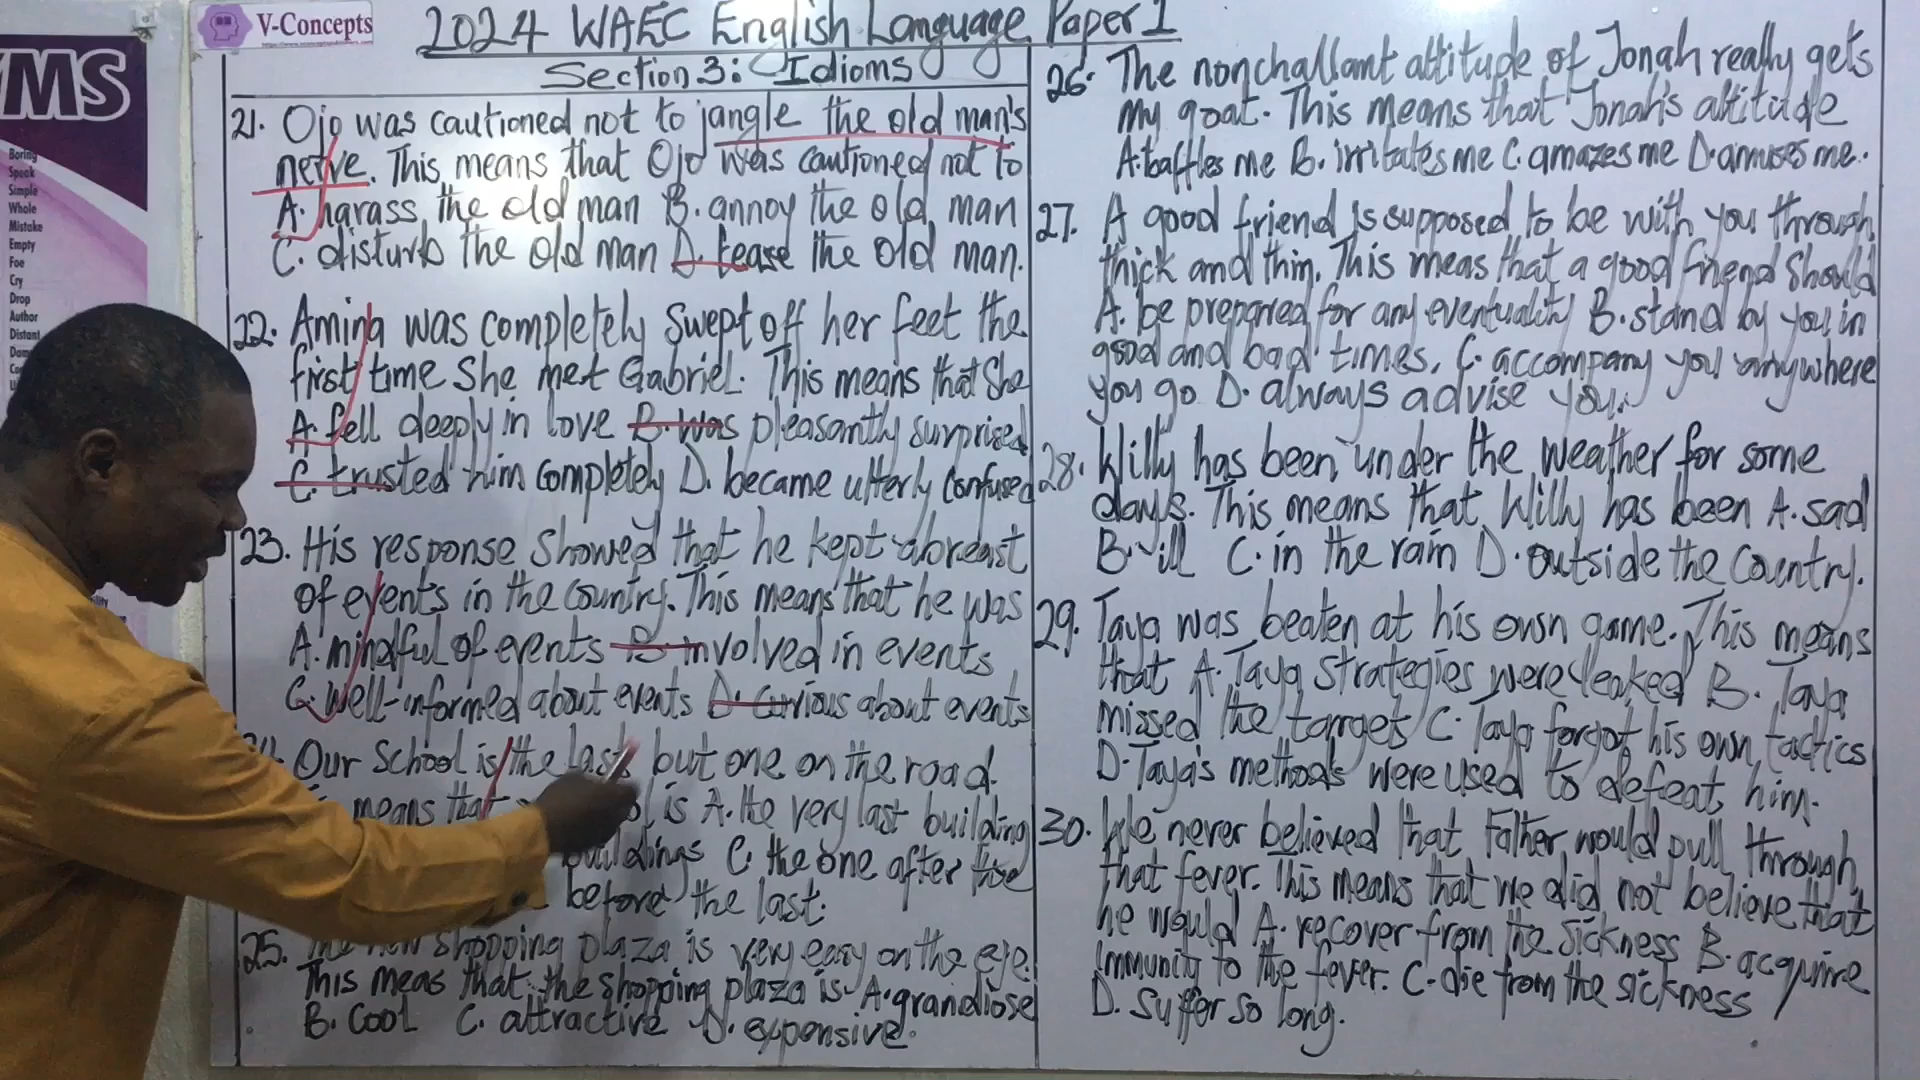 V-Concepts
2024 WAEC English Language Paper 1
Section 3: Idioms
MS
Boring
Speak
Simple
Whole
Mistake
Empty
Foe
Cry
Drop
Author
Distant
21. Ojo was cautioned not to jangle the old man's
nerve. This means that Ojo was cautioned not to
A. harass the old man B. annoy the old man
C. disturb the old man D. tease the old man.
22. Amina was completely swept off her feet the
first time she met Gabriel. This means that she
A. fell deeply in love B. was pleasantly surprised
C. trusted him completely D. became utterly confused
23. His response showed that he kept abreast
of events in the country. This means that he was
A. mindful of events B. involved in events
C. well-informed about events D. curious about events
Our School is the last but one on the road.
means that is A. the very last building
buildings C. the one after the
before the last.
25. shopping plaza is very easy on the eye.
This meas that the shopping plaza is A. grandiose
B. Cool C. attractive D. expensive.
26. The nonchallant attitude of Jonah really gets
my goat. This means that Jonah's attitude
A. baffles me B. irritates me C. amazes me D. amuses me.
27. A good friend is supposed to be with you through
thick and thin. This meas that a good friend should
A. be prepared for any eventuality B. stand by you in
good and bad times. C. accompany you anywhere
you go D. always advise you.
28. Willy has been under the weather for some
days. This means that Willy has been A. sad
B. ill C. in the rain D. outside the Country.
29. Taya was beaten at his own game. This means
that A. Taya strategies were leaked B. Taya
missed the target C. Taya forgot his own tactics
D. Taya's methods were used to defeat him.
30. We never believed that Father would pull through
that fever. This means that we did not believe that
he would A. recover from the sickness B. acquire
immunity to the fever. C. die from the sickness
D. suffer so long.